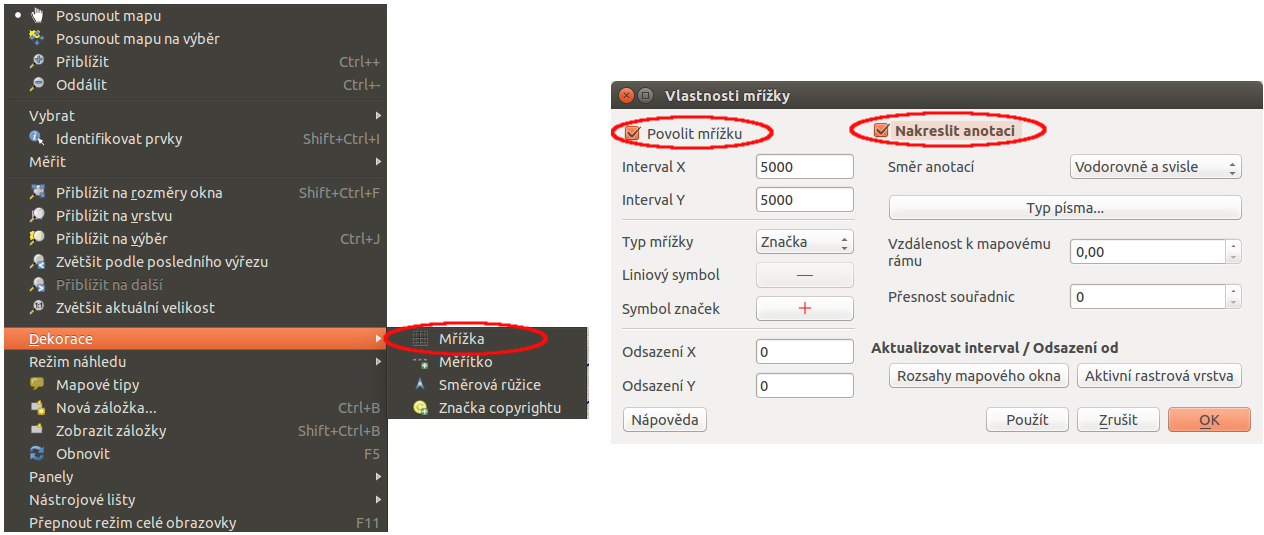 Posunout mapu
Posunout mapu na výběr
Přiblížit Ctrl++
Oddálit Ctrl+-
Vybrat
Identifikovat prvky Shift+Ctrl+I
Měřit
Přiblížit na rozměry okna Shift+Ctrl+F
Přiblížit na vrstvu
Přiblížit na výběr Ctrl+J
Zvětšit podle posledního výřezu
Přiblížit na další
Zvětšit aktuální velikost
Dekorace
Režim náhledu
Mapové tipy
Nová záložka... Ctrl+B
Zobrazit záložky Shift+Ctrl+B
Obnovit F5
Panely
Nástrojové lišty
Přepnout režim celé obrazovky F11
Mřížka
Měřítko
Směrová růžice
Značka copyrightu
Vlastnosti mřížky
Povolit mřížku
Interval X 5000
Interval Y 5000
Typ mřížky Značka
Liniový symbol
Symbol značek
Odsazení X 0
Odsazení Y 0
Nápověda
Nakreslit anotaci
Směr anotací Vodorovně a svisle
Typ písma...
Vzdálenost k mapovému
rámu 0,00
Přesnost souřadnic 0
Aktualizovat interval / Odsazení od
Rozsahy mapového okna Aktivní rastrová vrstva
Použít Zrušit OK